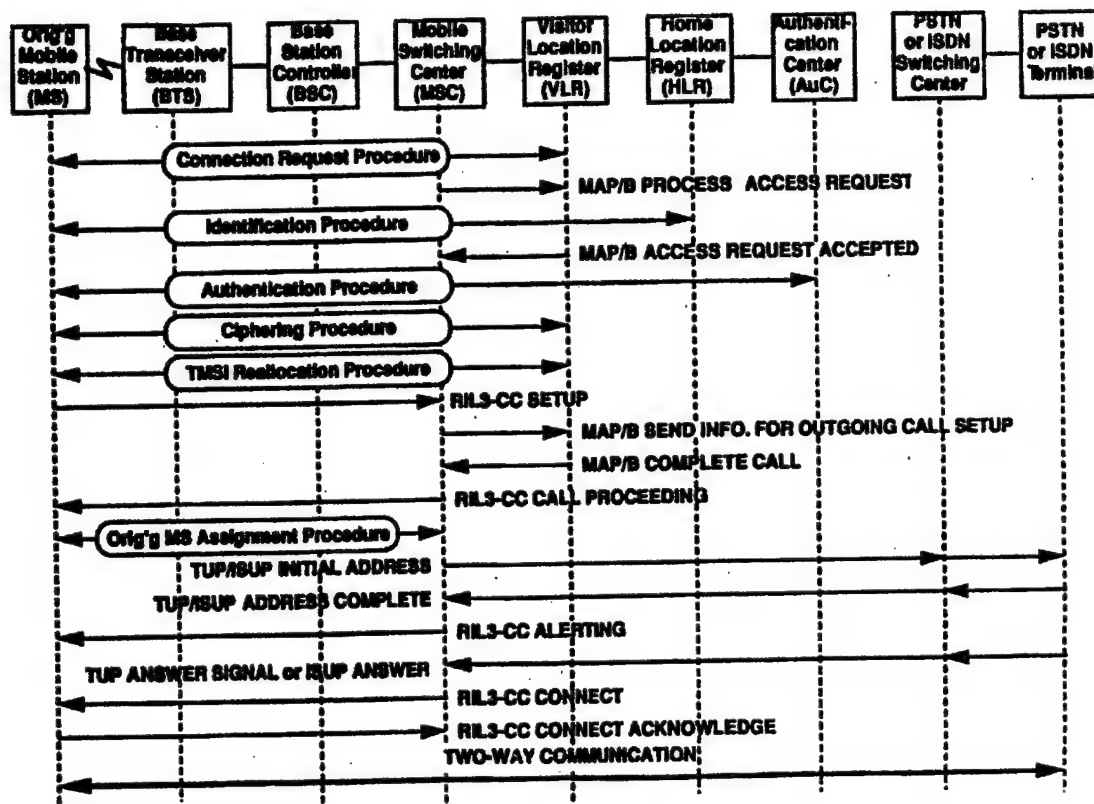 Orig'g
Mobile
Station
(MS)
Base
Transceiver
Station
(BTS)
Base
Station
Controller
(BSC)
Mobile
Switching
Center
(MSC)
Visitor
Location
Register
(VLR)
Home
Location
Register
(HLR)
Authenti-
cation
Center
(AuC)
PSTN
or ISDN
Switching
Center
PSTN
or ISDN
Terminal
Connection Request Procedure
MAP/B PROCESS ACCESS REQUEST
Identification Procedure
MAP/B ACCESS REQUEST ACCEPTED
Authentication Procedure
Ciphering Procedure
TMSI Reallocation Procedure
RIL3-CC SETUP
MAP/B SEND INFO. FOR OUTGOING CALL SETUP
MAP/B COMPLETE CALL
RIL3-CC CALL PROCEEDING
Orig'g MS Assignment Procedure
TUP/ISUP INITIAL ADDRESS
TUP/ISUP ADDRESS COMPLETE
RIL3-CC ALERTING
TUP ANSWER SIGNAL or ISUP ANSWER
RIL3-CC CONNECT
RIL3-CC CONNECT ACKNOWLEDGE
TWO-WAY COMMUNICATION